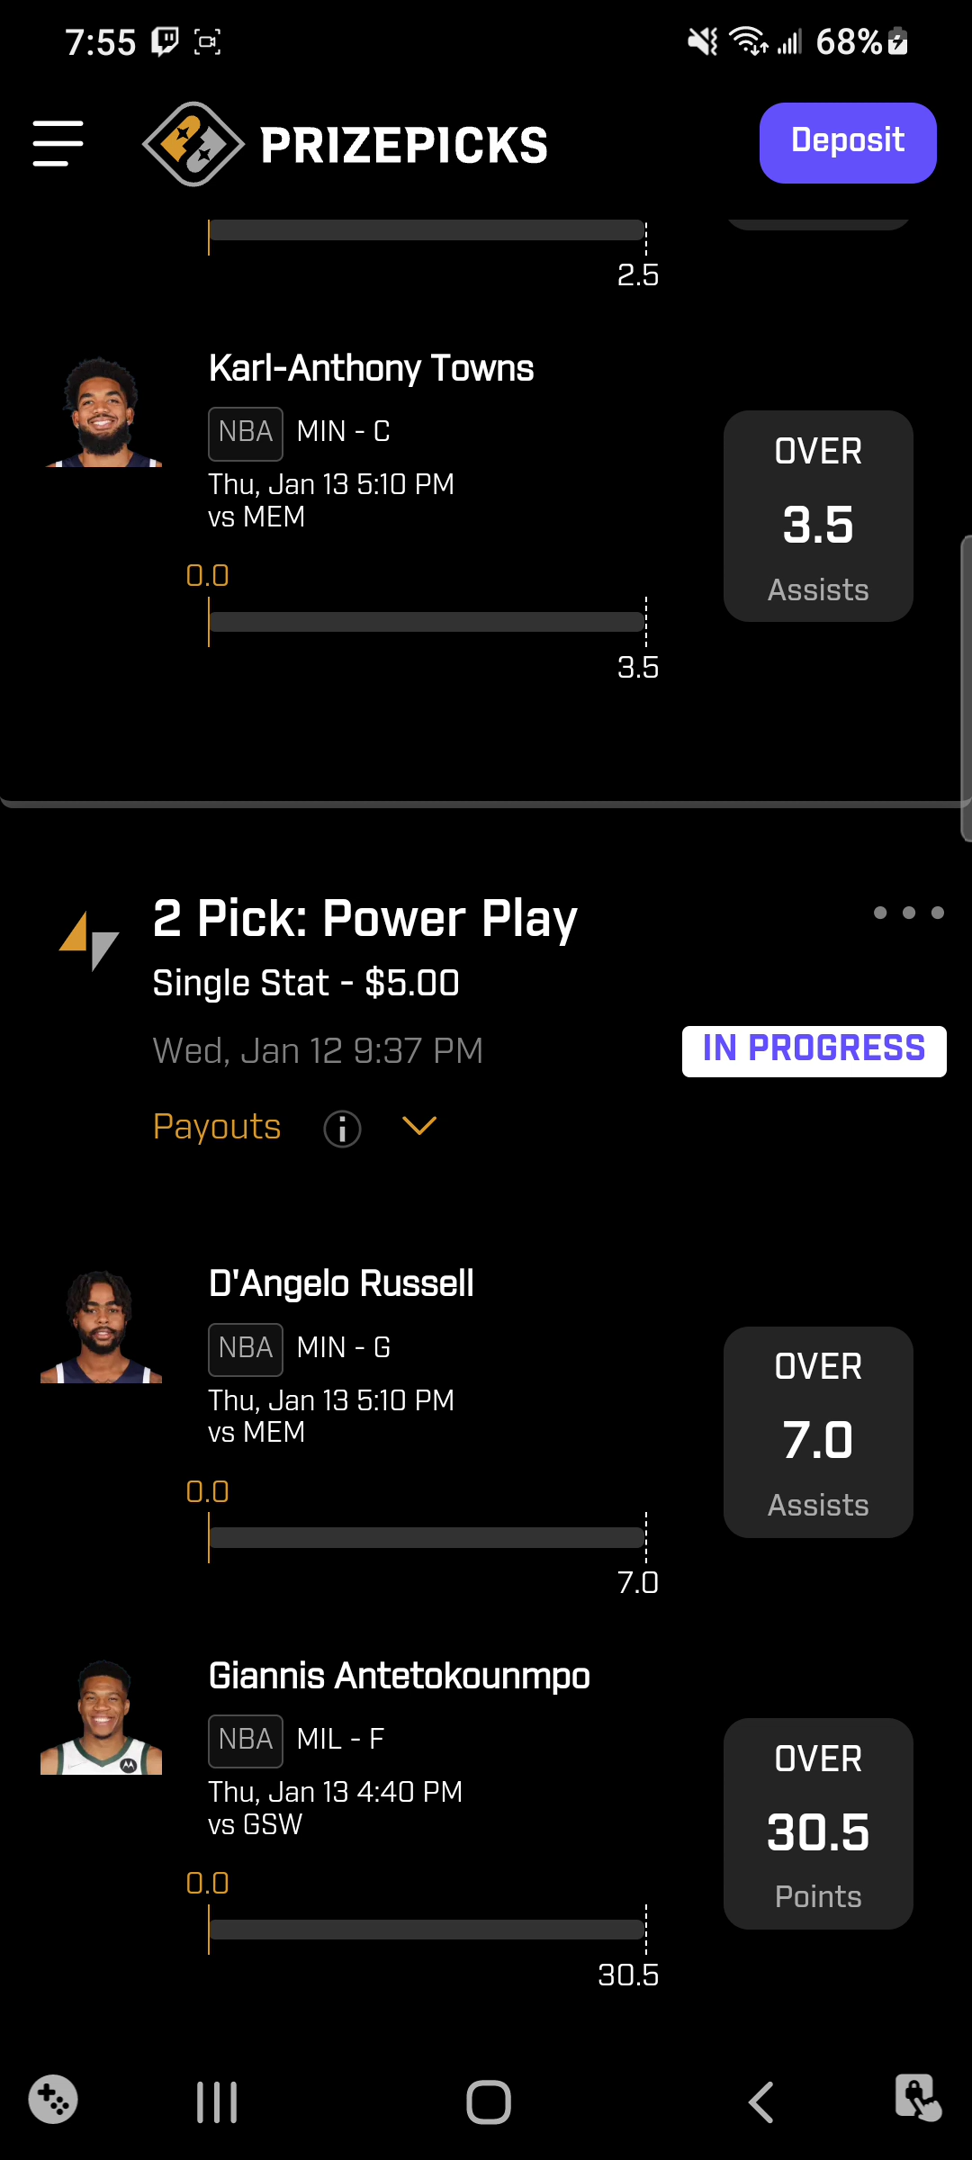 7:55
68%
PRIZEPICKS
Deposit
2.5
Karl-Anthony Towns
NBA MIN - C
Thu, Jan 13 5:10 PM
vs MEM
OVER
3.5
Assists
0.0
3.5
2 Pick: Power Play
Single Stat - $5.00
Wed, Jan 12 9:37 PM
IN PROGRESS
Payouts
D'Angelo Russell
NBA MIN - G
Thu, Jan 13 5:10 PM
vs MEM
OVER
7.0
Assists
0.0
7.0
Giannis Antetokounmpo
NBA MIL - F
Thu, Jan 13 4:40 PM
vs GSW
OVER
30.5
Points
0.0
30.5